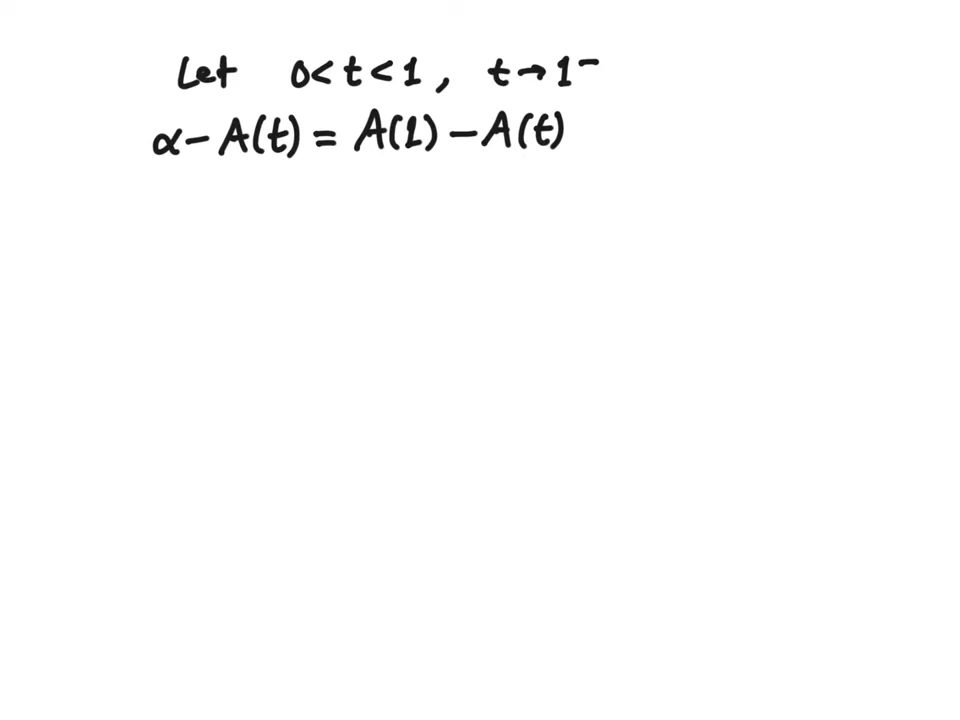 Let 0 < t < 1 , t → 1⁻
α − A(t) = A(1) − A(t)